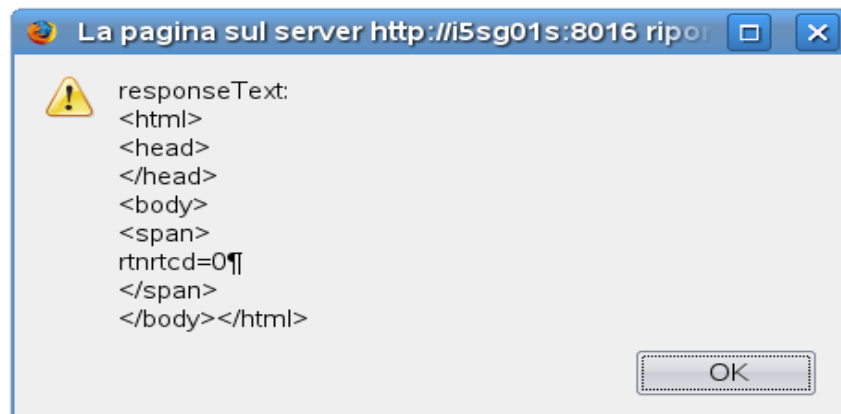 La pagina sul server http://i5sg01s:8016 ripor
responseText:
<html>
<head>
</head>
<body>
<span>
rtnrtcd=0¶
</span>
</body></html>
OK